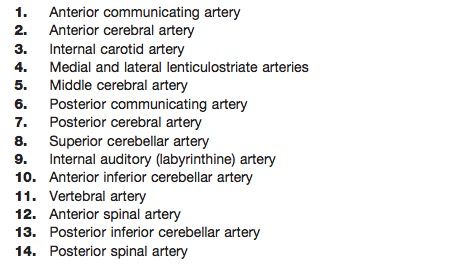 1. Anterior communicating artery
2. Anterior cerebral artery
3. Internal carotid artery
4. Medial and lateral lenticulostriate arteries
5. Middle cerebral artery
6. Posterior communicating artery
7. Posterior cerebral artery
8. Superior cerebellar artery
9. Internal auditory (labyrinthine) artery
10. Anterior inferior cerebellar artery
11. Vertebral artery
12. Anterior spinal artery
13. Posterior inferior cerebellar artery
14. Posterior spinal artery